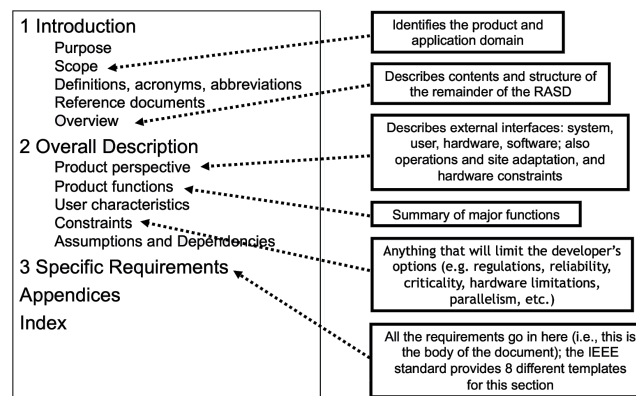 1 Introduction
Purpose
Scope
Definitions, acronyms, abbreviations
Reference documents
Overview
2 Overall Description
Product perspective
Product functions
User characteristics
Constraints
Assumptions and Dependencies
3 Specific Requirements
Appendices
Index
Identifies the product and
application domain
Describes contents and structure of
the remainder of the RASD
Describes external interfaces: system,
user, hardware, software; also
operations and site adaptation, and
hardware constraints
Summary of major functions
Anything that will limit the developer's
options (e.g. regulations, reliability,
criticality, hardware limitations,
parallelism, etc.)
All the requirements go in here (i.e., this is
the body of the document); the IEEE
standard provides 8 different templates
for this section